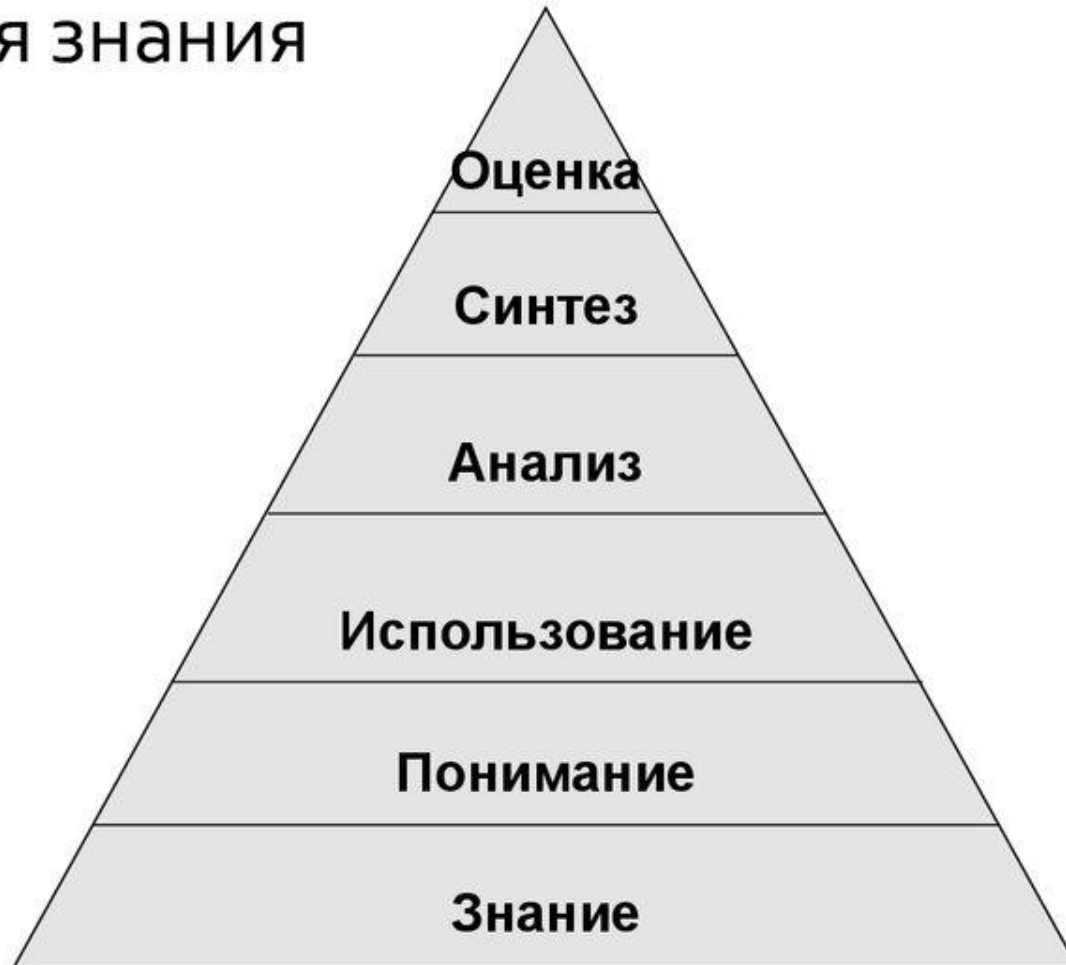 я знания
Оценка
Синтез
Анализ
Использование
Понимание
Знание